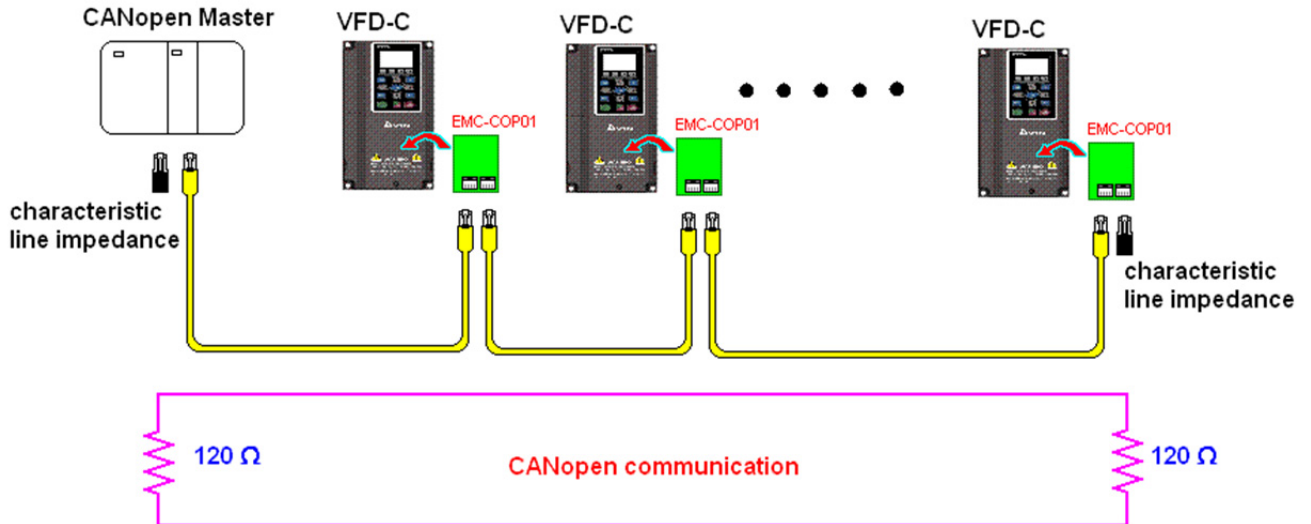 CANopen Master
VFD-C
VFD-C
VFD-C
EMC-COP01
EMC-COP01
EMC-COP01
characteristic
line impedance
characteristic
line impedance
120 Ω
CANopen communication
120 Ω